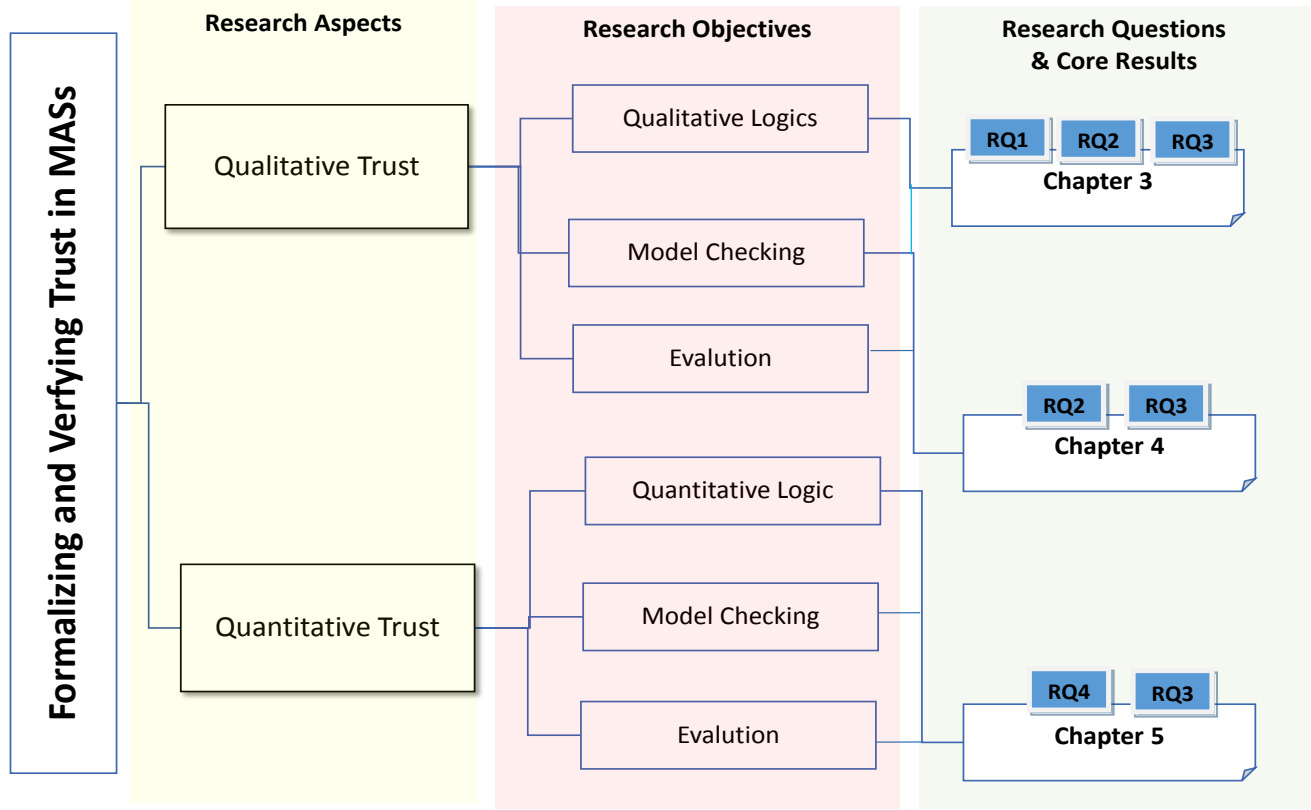 Formalizing and Verfying Trust in MASs
Research Aspects
Qualitative Trust
Quantitative Trust
Research Objectives
Qualitative Logics
Model Checking
Evalution
Quantitative Logic
Model Checking
Evalution
Research Questions
& Core Results
RQ1 RQ2 RQ3
Chapter 3
RQ2 RQ3
Chapter 4
RQ4 RQ3
Chapter 5